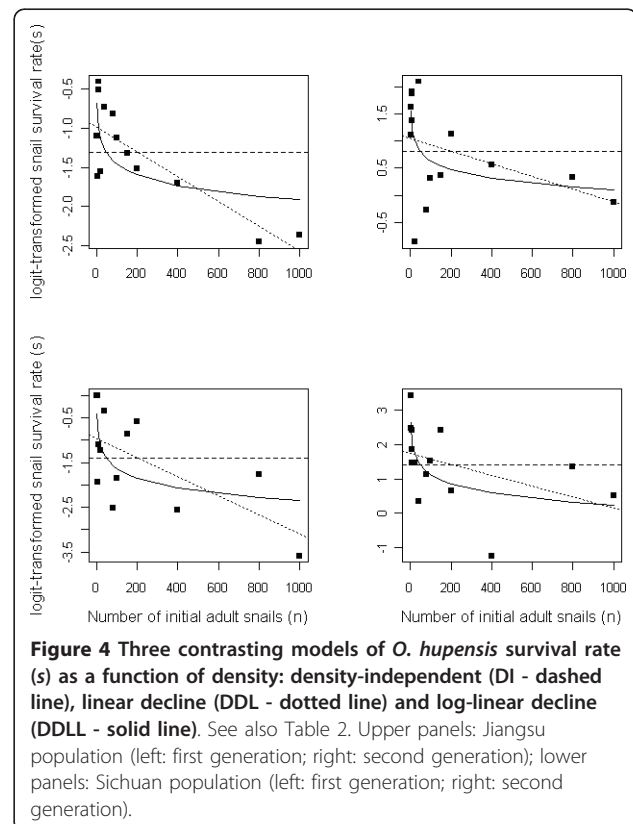 logit-transformed snail survival rate(s)
-0.5
-1.0
-1.5
-2.0
-2.5
0 200 400 600 800 1000
1.5
0.5
-0.5
0 200 400 600 800 1000
logit-transformed snail survival rate (s)
-0.5
-1.5
-2.5
-3.5
0 200 400 600 800 1000
Number of initial adult snails (n)
3
2
1
0
-1
0 200 400 600 800 1000
Number of initial adult snails (n)
Figure 4 Three contrasting models of O. hupensis survival rate
(s) as a function of density: density-independent (DI - dashed
line), linear decline (DDL - dotted line) and log-linear decline
(DDLL - solid line). See also Table 2. Upper panels: Jiangsu
population (left: first generation; right: second generation); lower
panels: Sichuan population (left: first generation; right: second
generation).